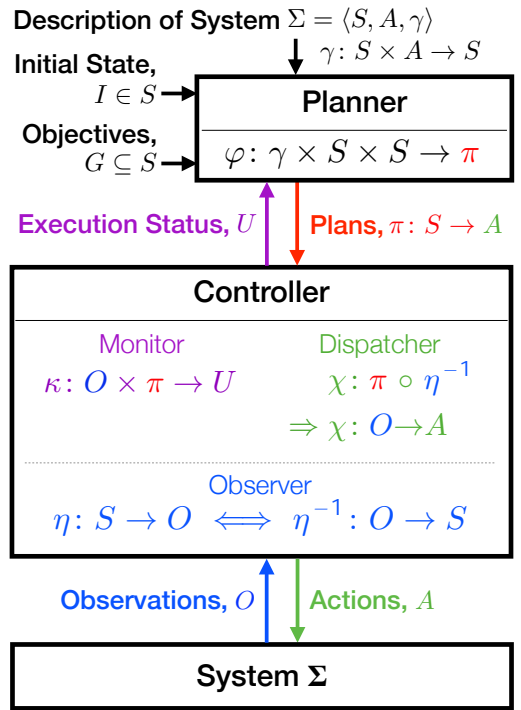 Description of System Σ = ⟨S, A, γ⟩
γ: S × A → S
Initial State,
I ∈ S
Planner
Objectives,
G ⊆ S
φ: γ × S × S → π
Execution Status, U
Plans, π: S → A
Controller
Monitor
κ: O × π → U
Dispatcher
χ: π ∘ η⁻¹
⇒ χ: O→A
Observer
η: S → O ⟺ η⁻¹: O → S
Observations, O
Actions, A
System Σ